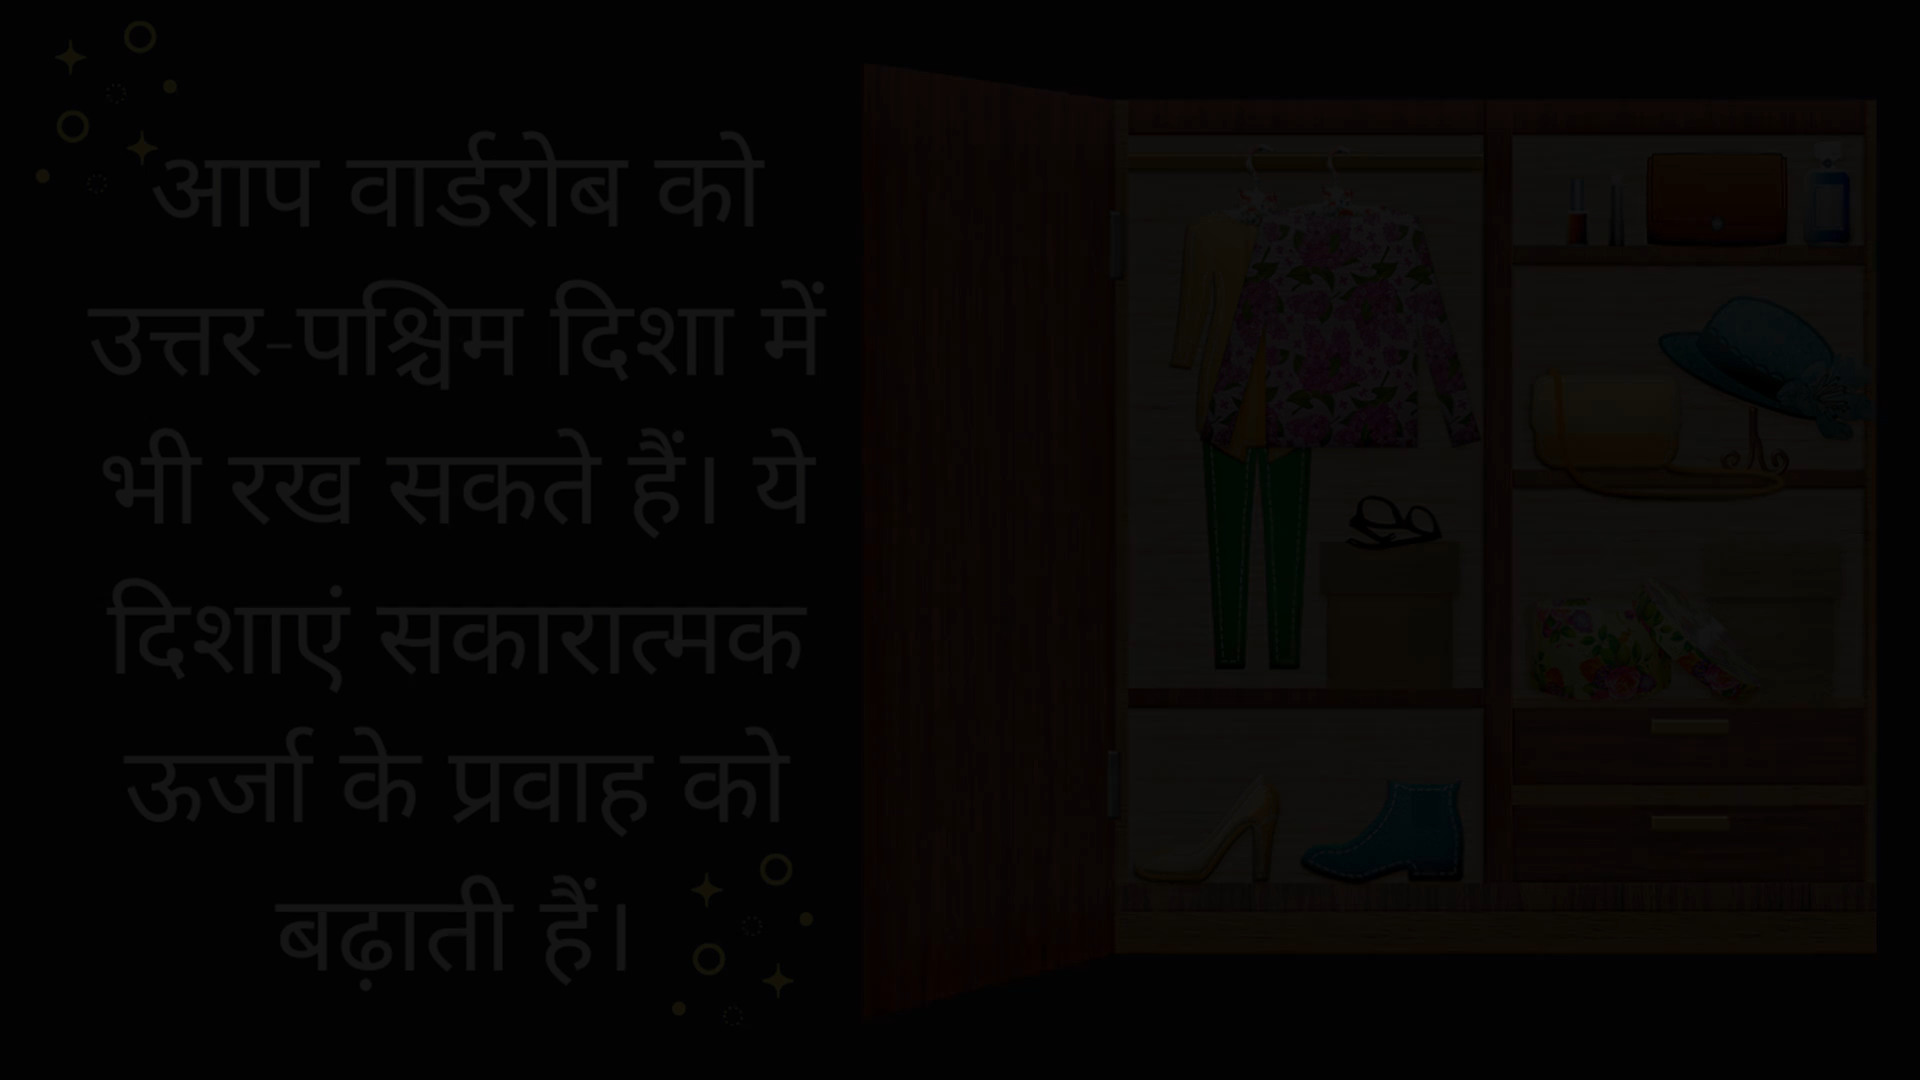 आप वार्डरोब को
उत्तर-पश्चिम दिशा में
भी रख सकते हैं। ये
दिशाएं सकारात्मक
ऊर्जा के प्रवाह को
बढ़ाती हैं।